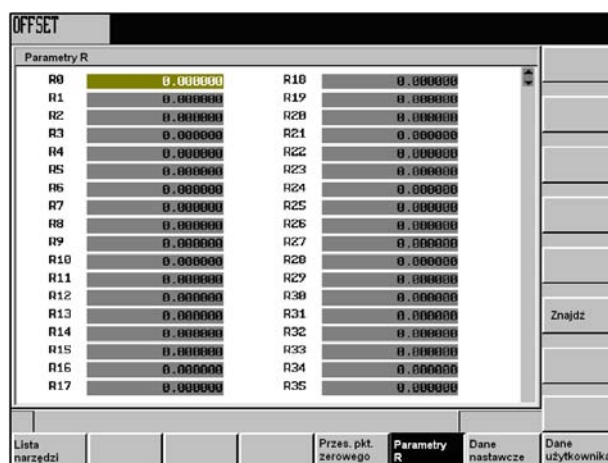 OFFSET
Parametry R
R0 0.000000 R18 0.000000
R1 0.000000 R19 0.000000
R2 0.000000 R20 0.000000
R3 0.000000 R21 0.000000
R4 0.000000 R22 0.000000
R5 0.000000 R23 0.000000
R6 0.000000 R24 0.000000
R7 0.000000 R25 0.000000
R8 0.000000 R26 0.000000
R9 0.000000 R27 0.000000
R10 0.000000 R28 0.000000
R11 0.000000 R29 0.000000
R12 0.000000 R30 0.000000
R13 0.000000 R31 0.000000
R14 0.000000 R32 0.000000
R15 0.000000 R33 0.000000
R16 0.000000 R34 0.000000
R17 0.000000 R35 0.000000
Znajdź
Lista narzędzi
Przes. pkt. zerowego
Parametry R
Dane nastawcze
Dane użytkownika